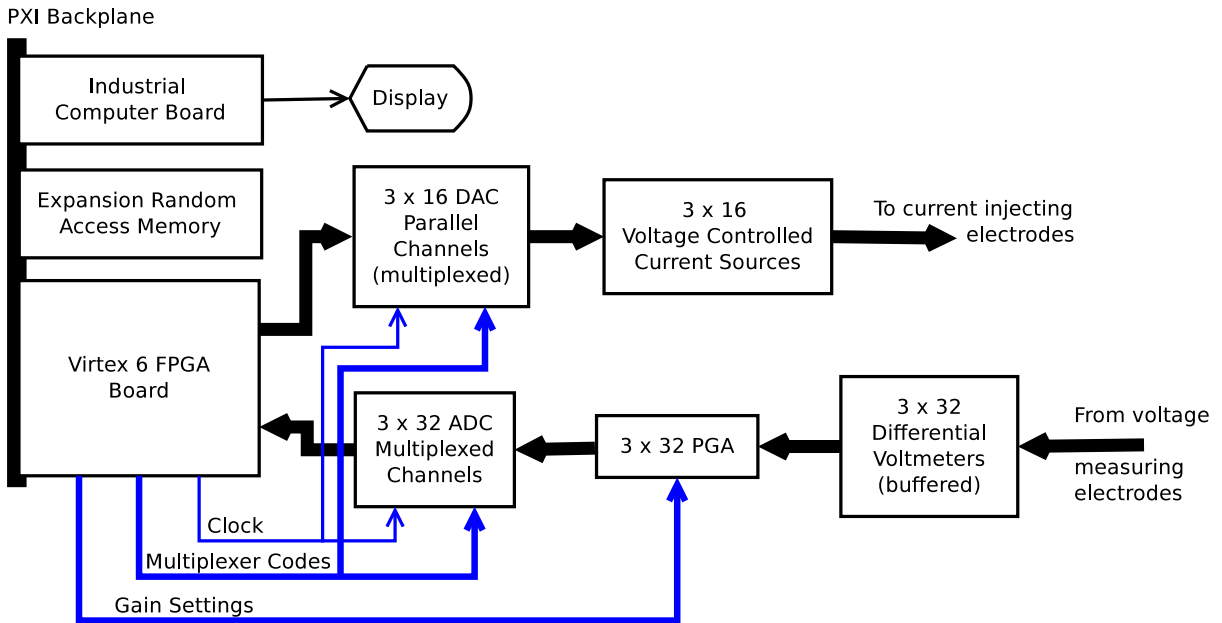 PXI Backplane
Industrial
Computer Board
Display
Expansion Random
Access Memory
3 x 16 DAC
Parallel
Channels
(multiplexed)
3 x 16
Voltage Controlled
Current Sources
To current injecting
electrodes
Virtex 6 FPGA
Board
3 x 32 ADC
Multiplexed
Channels
3 x 32 PGA
3 x 32
Differential
Voltmeters
(buffered)
From voltage
measuring
electrodes
Clock
Multiplexer Codes
Gain Settings